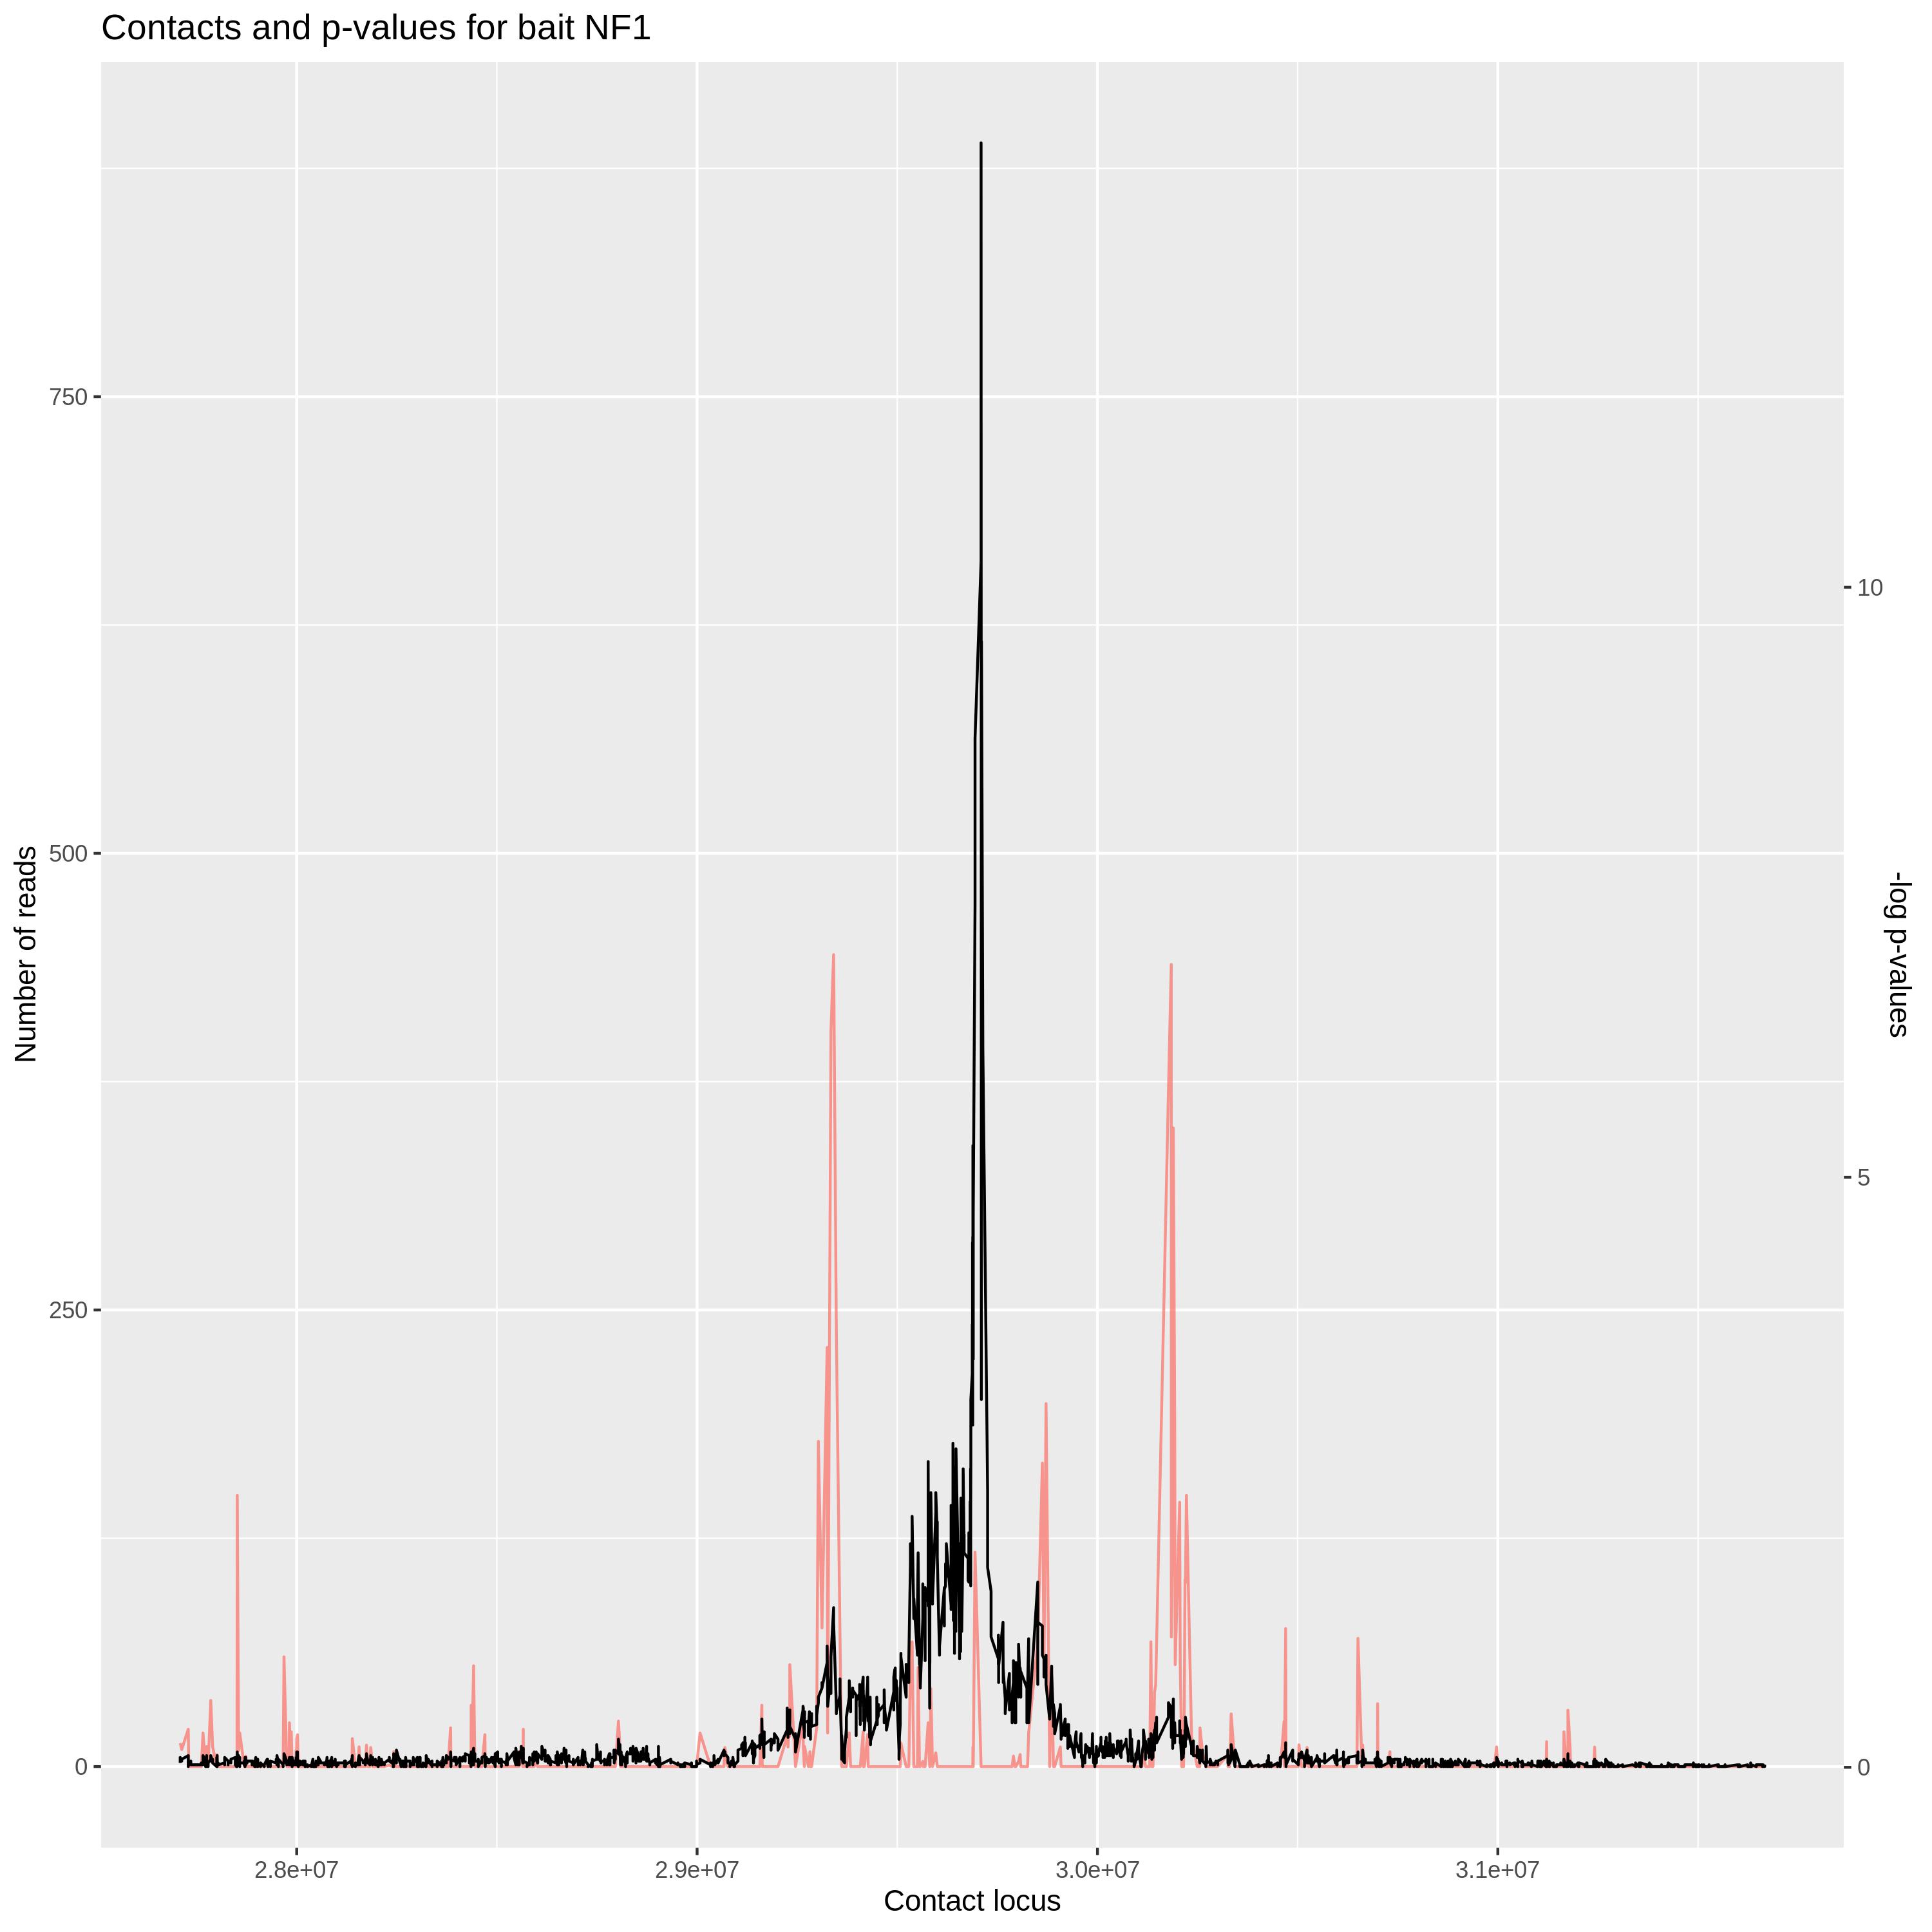 Contacts and p-values for bait NF1
750
500
250
0
Number of reads
10
5
0
-log p-values
2.8e+07
2.9e+07
3.0e+07
3.1e+07
Contact locus